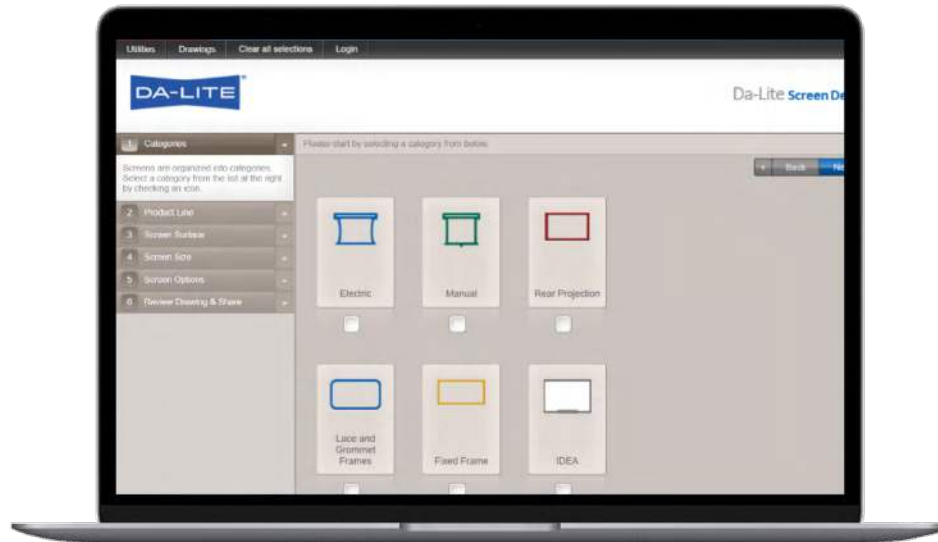 Utilities Drawings Clear all selections Login
DA-LITE®
Da-Lite Screen De
1 Categories
Please start by selecting a category from below.
Screens are organized into categories.
Select a category from the list at the right
by checking an icon.
Back
2 Product Line
3 Screen Surface
4 Screen Size
5 Screen Options
6 Review Drawing & Share
Electric
Manual
Rear Projection
Lace and
Grommet
Frames
Fixed Frame
IDEA